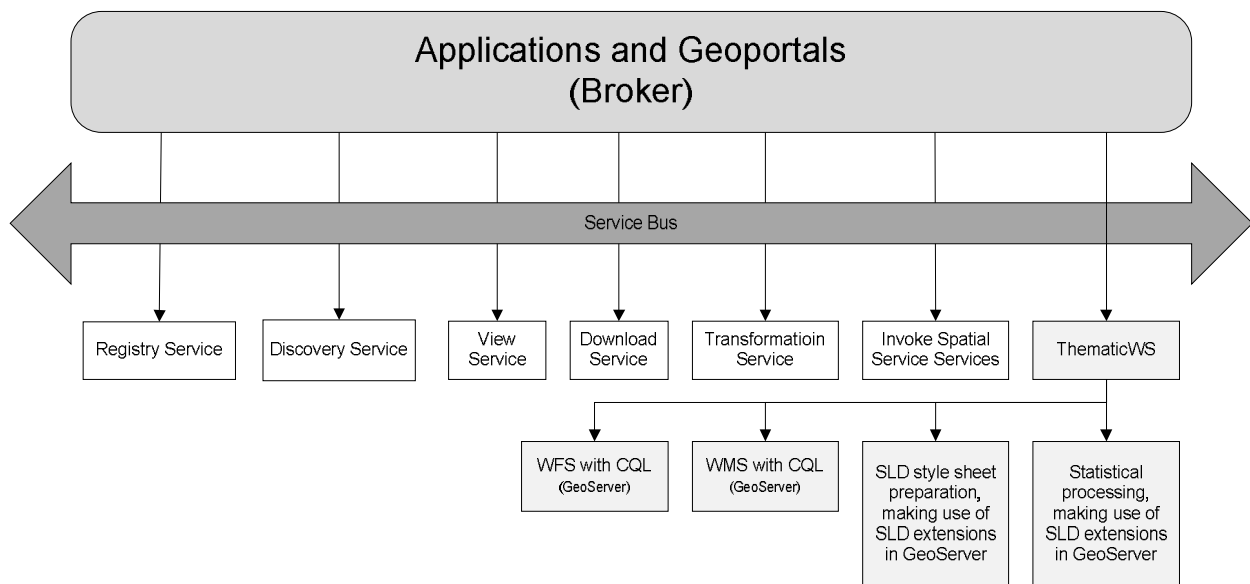 Applications and Geoportals
(Broker)
Service Bus
Registry Service
Discovery Service
View
Service
Download
Service
Transformatioin
Service
Invoke Spatial
Service Services
ThematicWS
WFS with CQL
(GeoServer)
WMS with CQL
(GeoServer)
SLD style sheet
preparation,
making use of
SLD extensions
in GeoServer
Statistical
processing,
making use of
SLD extensions
in GeoServer